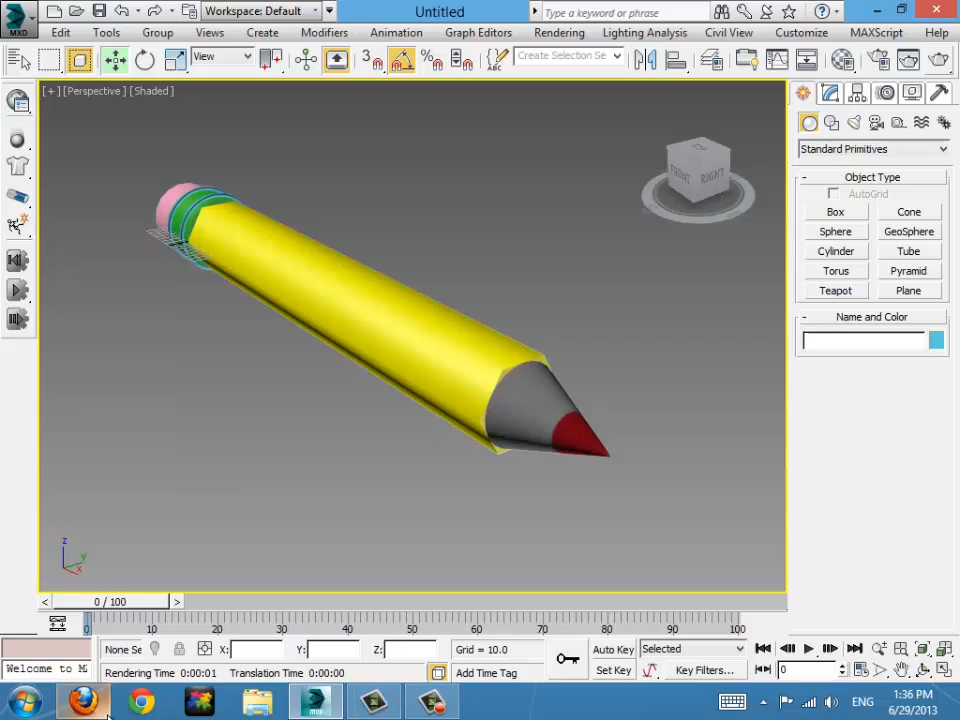 Workspace: Default
Untitled
Type a keyword or phrase
MXD
Edit Tools Group Views Create Modifiers Animation Graph Editors Rendering Lighting Analysis Civil View Customize MAXScript Help
View
3
Create Selection Se
ABC
[+] [Perspective] [Shaded]
TOP
FRONT RIGHT
Standard Primitives
- Object Type
AutoGrid
Box Cone
Sphere GeoSphere
Cylinder Tube
Torus Pyramid
Teapot Plane
- Name and Color
z
y
x
< 0 / 100 >
0 10 20 30 40 50 60 70 80 90 100
None Se X: Y: Z: Grid = 10.0 Auto Key Selected
Welcome to M Rendering Time 0:00:01 Translation Time 0:00:00 Add Time Tag Set Key Key Filters... 0
ENG
1:36 PM
6/29/2013